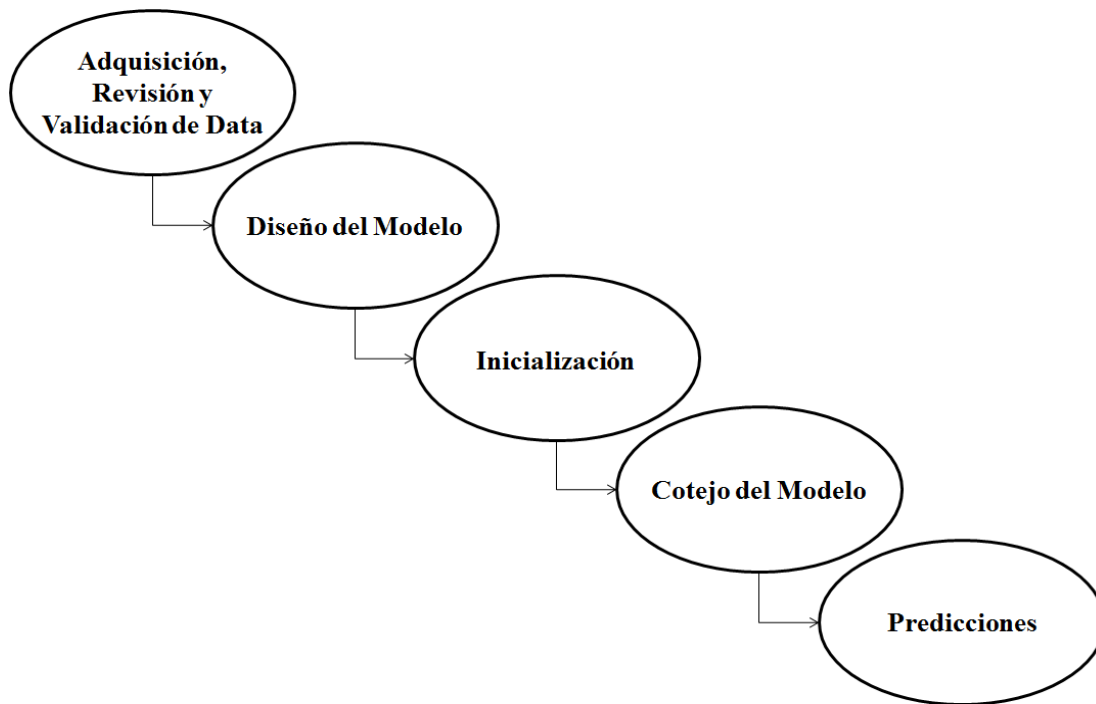 Adquisición,
Revisión y
Validación de Data
Diseño del Modelo
Inicialización
Cotejo del Modelo
Predicciones